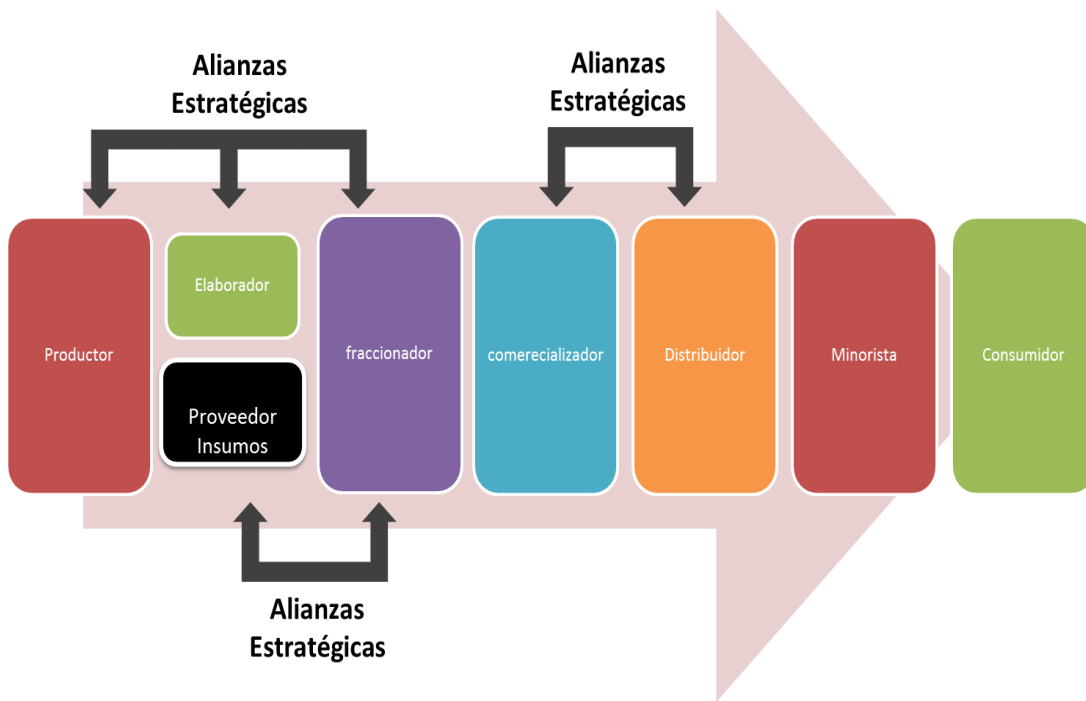 Alianzas
Estratégicas
Alianzas
Estratégicas
Productor
Elaborador
Proveedor
Insumos
fraccionador
comerecializador
Distribuidor
Minorista
Consumidor
Alianzas
Estratégicas